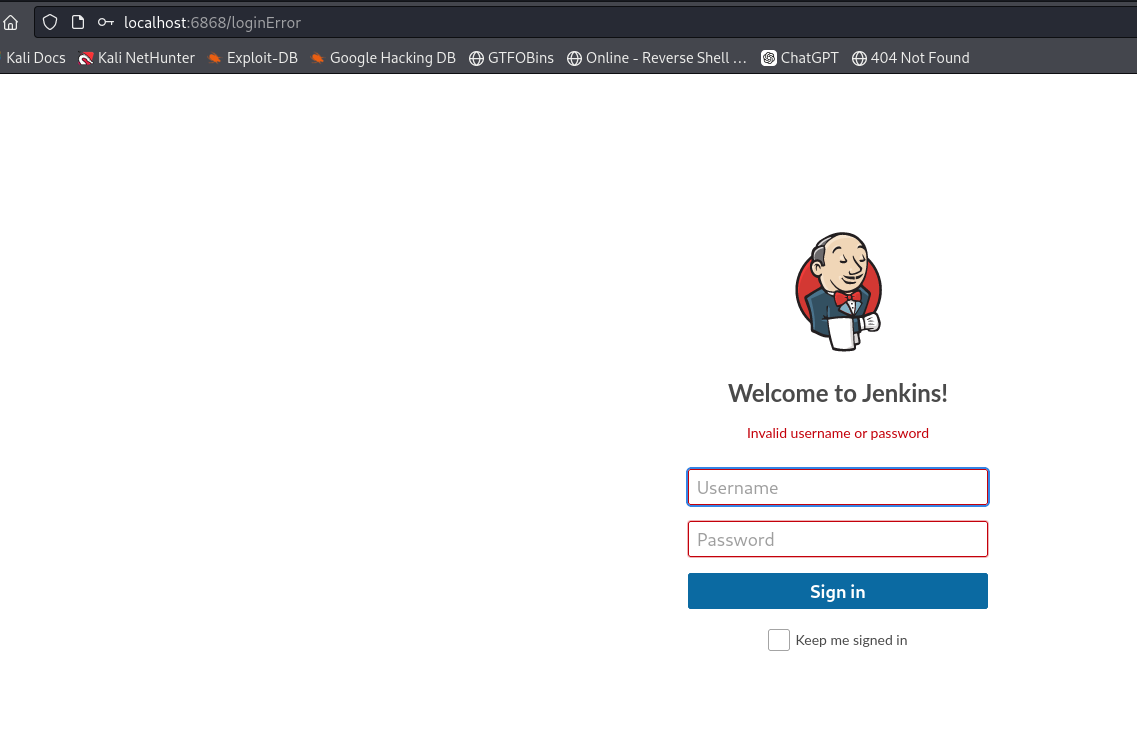 localhost:6868/loginError
Kali Docs Kali NetHunter Exploit-DB Google Hacking DB GTFOBins Online - Reverse Shell ... ChatGPT 404 Not Found
Welcome to Jenkins!
Invalid username or password
Username
Password
Sign in
Keep me signed in